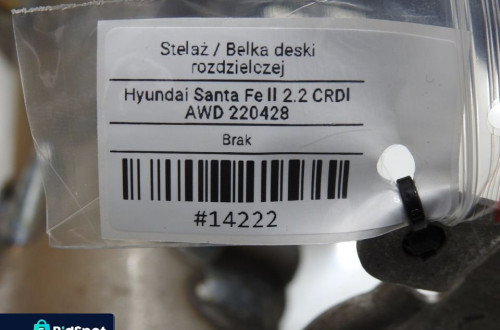 Stelaż / Belka deski
rozdzielczej
Hyundai Santa Fe II 2.2 CRDI
AWD 220428
Brak
#14222